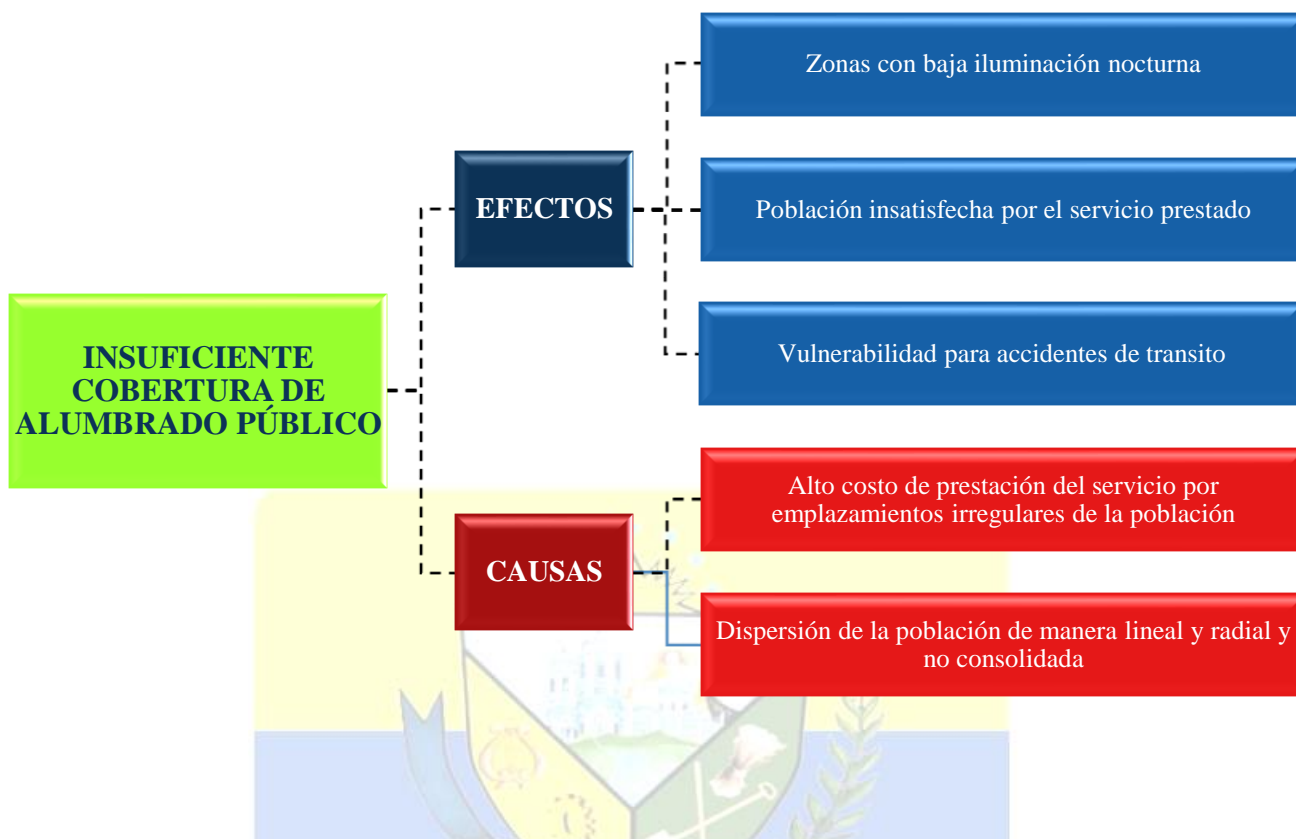 INSUFICIENTE
COBERTURA DE
ALUMBRADO PÚBLICO
EFECTOS
Zonas con baja iluminación nocturna
Población insatisfecha por el servicio prestado
Vulnerabilidad para accidentes de transito
CAUSAS
Alto costo de prestación del servicio por
emplazamientos irregulares de la población
Dispersión de la población de manera lineal y radial y
no consolidada